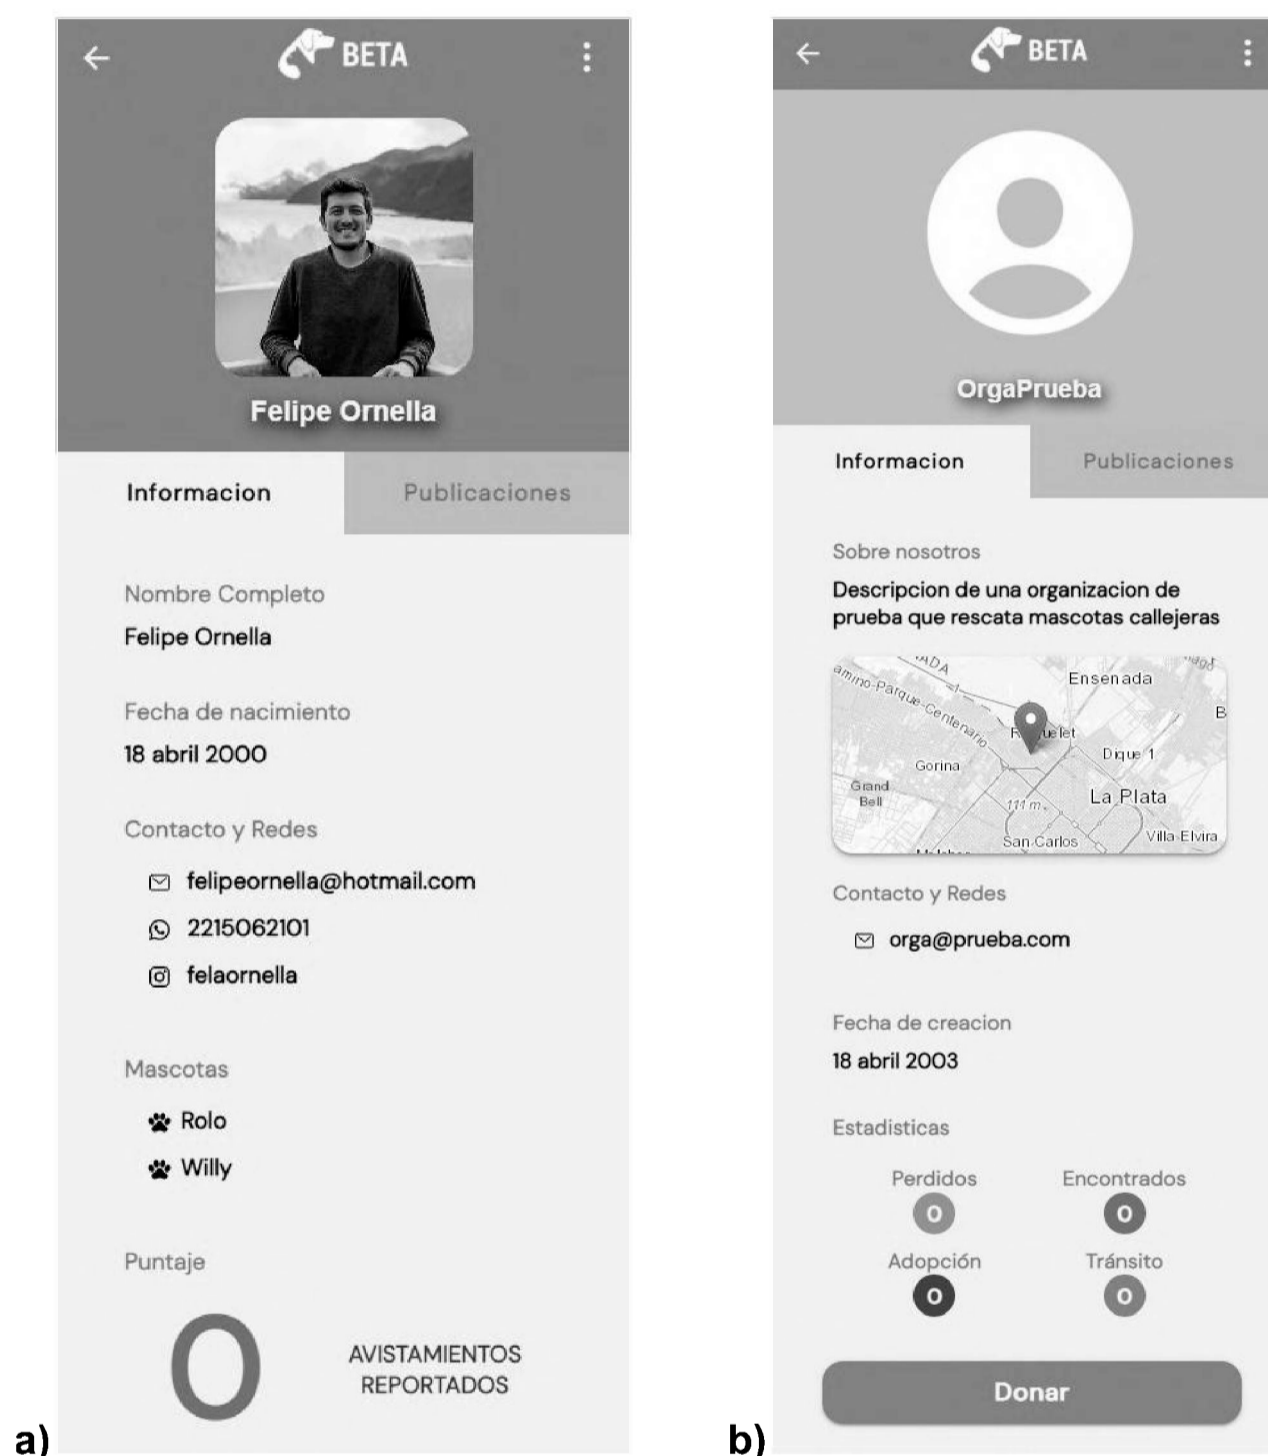 BETA
Felipe Ornella
Informacion
Publicaciones
Nombre Completo
Felipe Ornella
Fecha de nacimiento
18 abril 2000
Contacto y Redes
felipeornella@hotmail.com
2215062101
felaornella
Mascotas
Rolo
Willy
Puntaje
0
AVISTAMIENTOS
REPORTADOS
a)
BETA
OrgaPrueba
Informacion
Publicaciones
Sobre nosotros
Descripcion de una organizacion de
prueba que rescata mascotas callejeras
Ensenada
amino-Parque-Centenario
B
Dique 1
Gorina
Grand
Bell
La Plata
111 m.
San Carlos
Villa Elvira
Contacto y Redes
orga@prueba.com
Fecha de creacion
18 abril 2003
Estadisticas
Perdidos
Encontrados
0
0
Adopción
Tránsito
0
0
Donar
b)